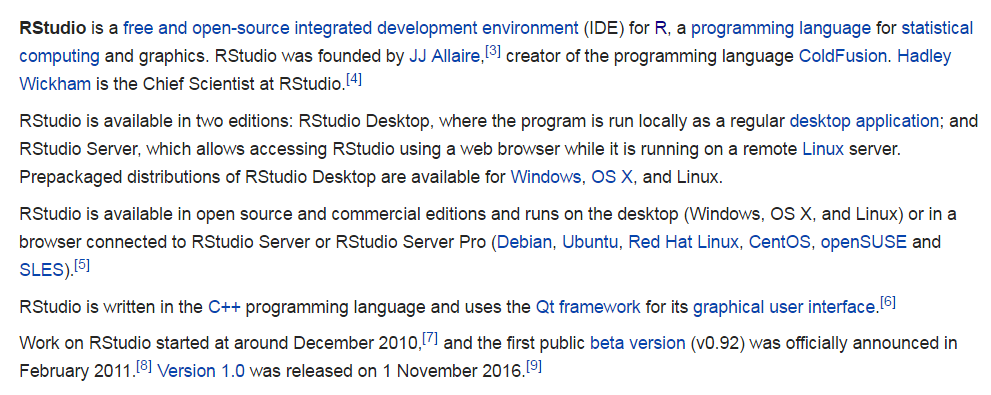 RStudio is a free and open-source integrated development environment (IDE) for R, a programming language for statistical
computing and graphics. RStudio was founded by JJ Allaire,[3] creator of the programming language ColdFusion. Hadley
Wickham is the Chief Scientist at RStudio.[4]
RStudio is available in two editions: RStudio Desktop, where the program is run locally as a regular desktop application; and
RStudio Server, which allows accessing RStudio using a web browser while it is running on a remote Linux server.
Prepackaged distributions of RStudio Desktop are available for Windows, OS X, and Linux.
RStudio is available in open source and commercial editions and runs on the desktop (Windows, OS X, and Linux) or in a
browser connected to RStudio Server or RStudio Server Pro (Debian, Ubuntu, Red Hat Linux, CentOS, openSUSE and
SLES).[5]
RStudio is written in the C++ programming language and uses the Qt framework for its graphical user interface.[6]
Work on RStudio started at around December 2010,[7] and the first public beta version (v0.92) was officially announced in
February 2011.[8] Version 1.0 was released on 1 November 2016.[9]